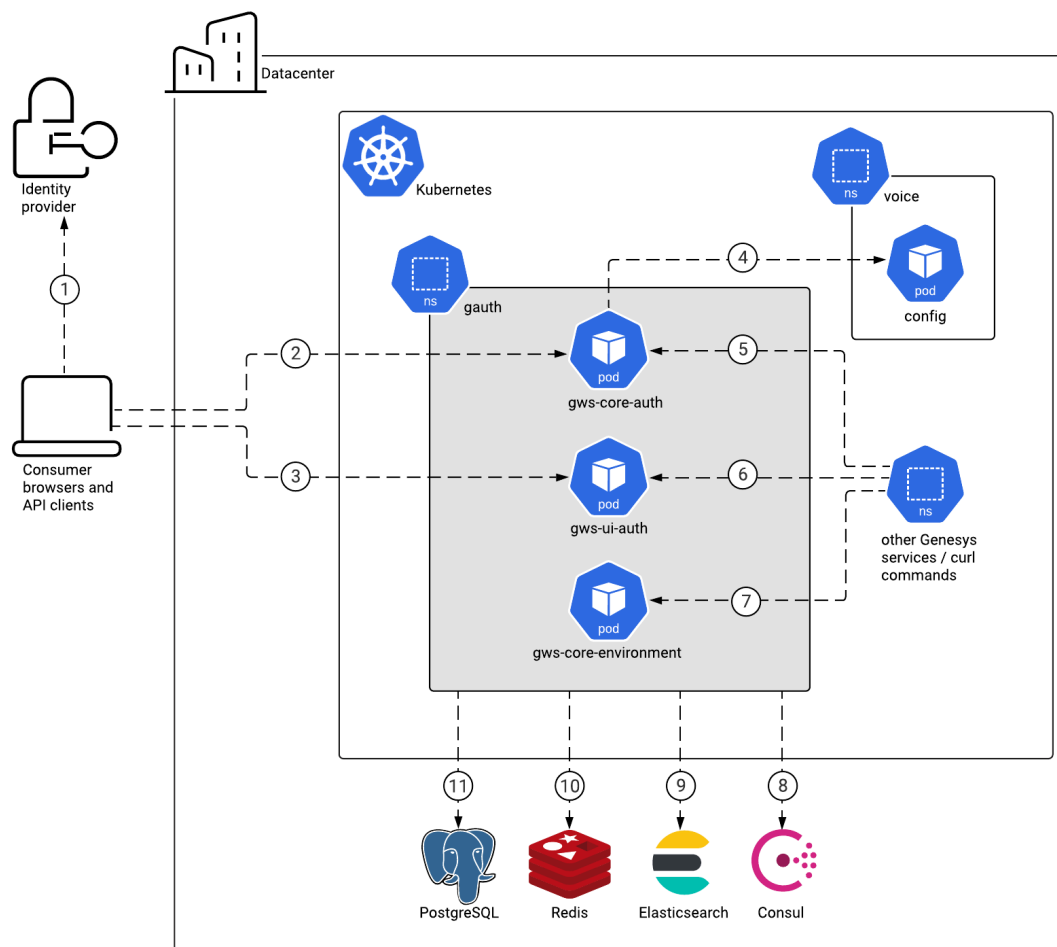 Datacenter
Identity
provider
Kubernetes
ns
voice
ns
gauth
pod
config
1
2
3
4
5
6
7
pod
gws-core-auth
Consumer
browsers and
API clients
pod
gws-ui-auth
ns
other Genesys
services / curl
commands
pod
gws-core-environment
11
10
9
8
PostgreSQL
Redis
Elasticsearch
Consul